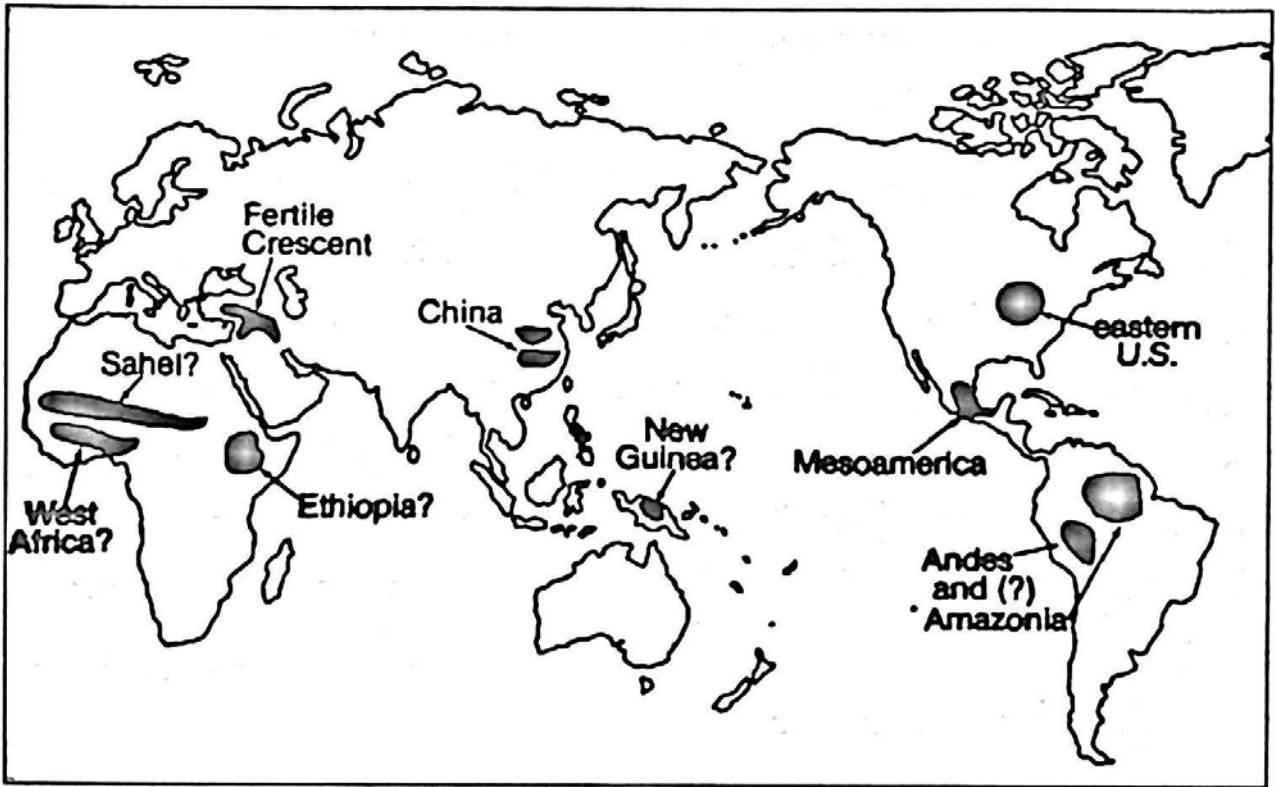 Fertile
Crescent
China
Sahel?
eastern
U.S.
New
Guinea?
Mesoamerica
Ethiopia?
West
Africa?
Andes
and (?)
Amazonia